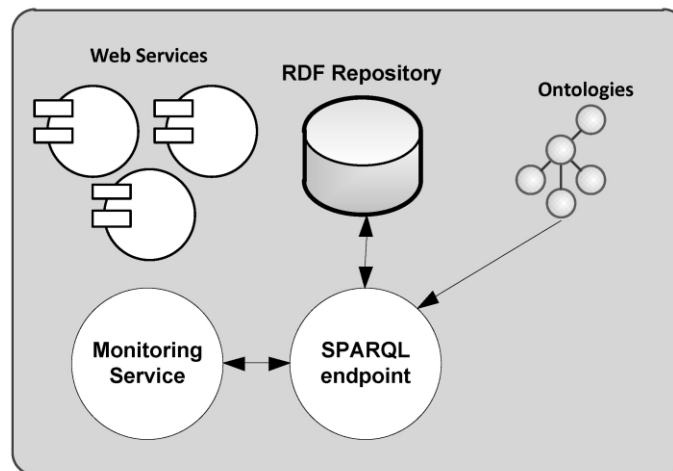 Web Services
RDF Repository
Ontologies
Monitoring
Service
SPARQL
endpoint